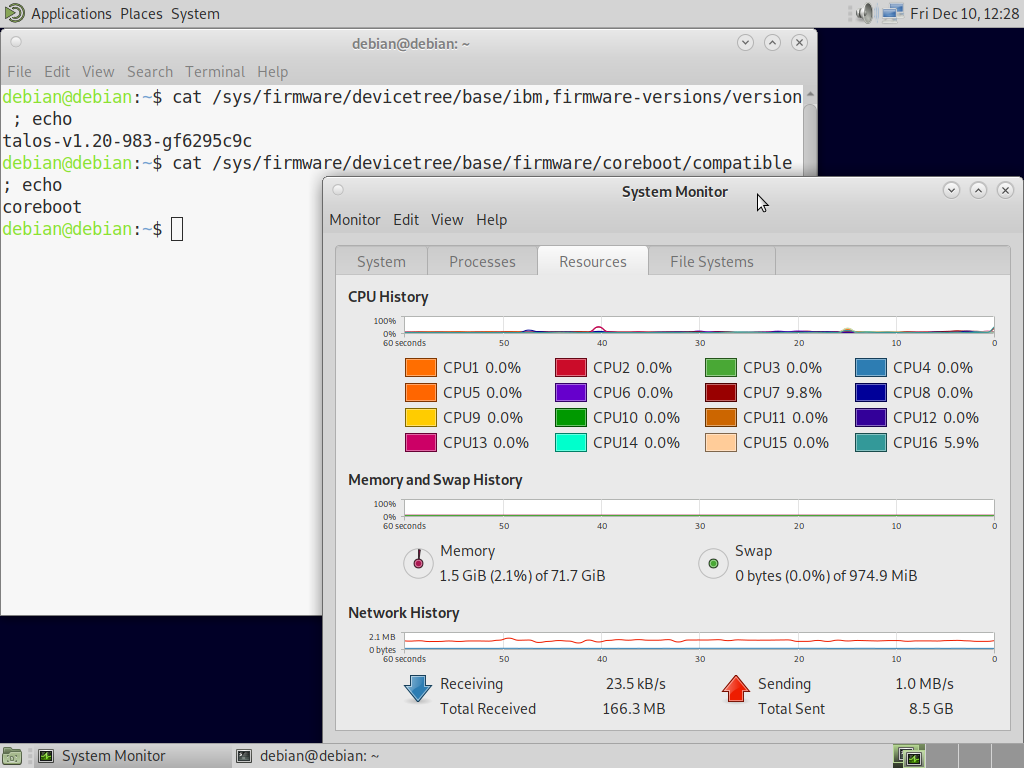 Applications Places System Fri Dec 10, 12:28
debian@debian: ~
File Edit View Search Terminal Help
debian@debian:~$ cat /sys/firmware/devicetree/base/ibm,firmware-versions/version
 ; echo
talos-v1.20-983-gf6295c9c
debian@debian:~$ cat /sys/firmware/devicetree/base/firmware/coreboot/compatible
; echo
coreboot
debian@debian:~$
System Monitor
Monitor Edit View Help
System Processes Resources File Systems
CPU History
100%
0%
60 seconds 50 40 30 20 10 0
CPU1 0.0% CPU2 0.0% CPU3 0.0% CPU4 0.0%
CPU5 0.0% CPU6 0.0% CPU7 9.8% CPU8 0.0%
CPU9 0.0% CPU10 0.0% CPU11 0.0% CPU12 0.0%
CPU13 0.0% CPU14 0.0% CPU15 0.0% CPU16 5.9%
Memory and Swap History
100%
0%
60 seconds 50 40 30 20 10 0
Memory Swap
1.5 GiB (2.1%) of 71.7 GiB 0 bytes (0.0%) of 974.9 MiB
Network History
2.1 MB
0 bytes
60 seconds 50 40 30 20 10 0
Receiving 23.5 kB/s Sending 1.0 MB/s
Total Received 166.3 MB Total Sent 8.5 GB
System Monitor debian@debian: ~